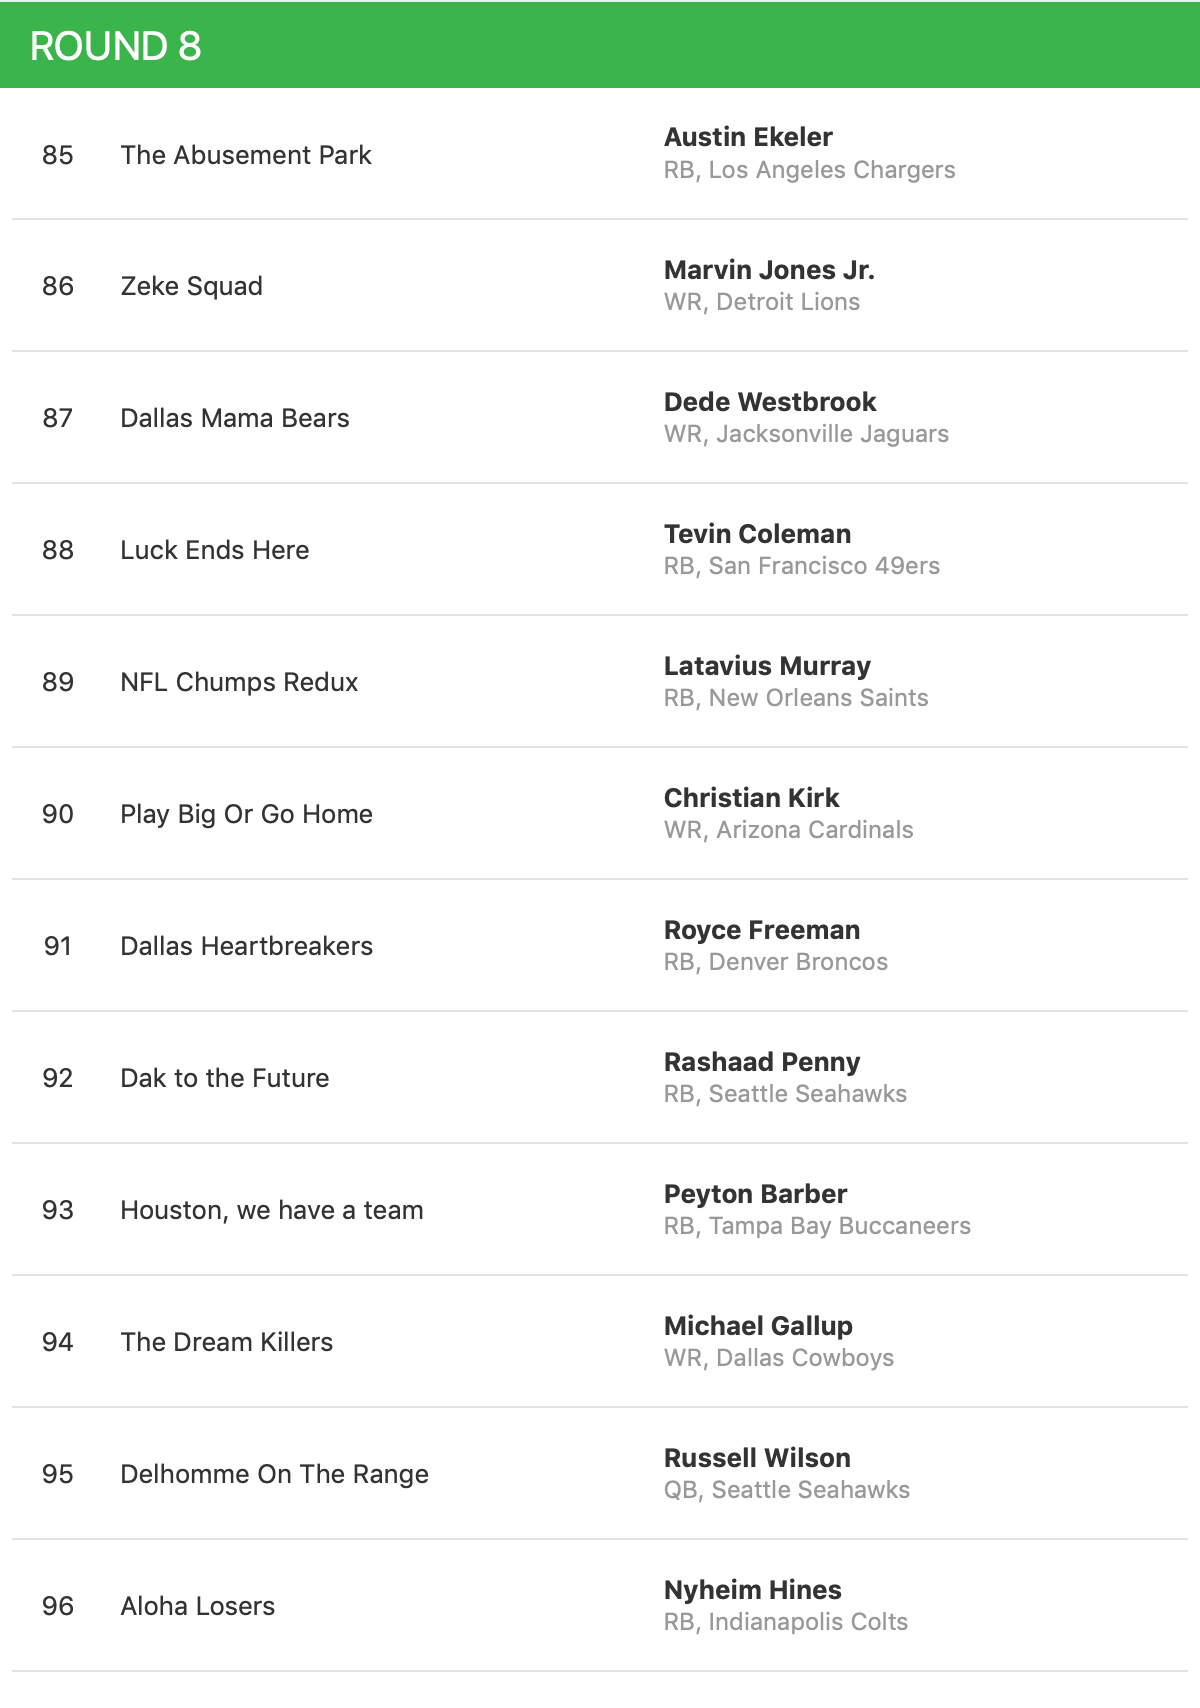 ROUND 8
85
The Abusement Park
Austin Ekeler
RB, Los Angeles Chargers
86
Zeke Squad
Marvin Jones Jr.
WR, Detroit Lions
87
Dallas Mama Bears
Dede Westbrook
WR, Jacksonville Jaguars
88
Luck Ends Here
Tevin Coleman
RB, San Francisco 49ers
89
NFL Chumps Redux
Latavius Murray
RB, New Orleans Saints
90
Play Big Or Go Home
Christian Kirk
WR, Arizona Cardinals
91
Dallas Heartbreakers
Royce Freeman
RB, Denver Broncos
92
Dak to the Future
Rashaad Penny
RB, Seattle Seahawks
93
Houston, we have a team
Peyton Barber
RB, Tampa Bay Buccaneers
94
The Dream Killers
Michael Gallup
WR, Dallas Cowboys
95
Delhomme On The Range
Russell Wilson
QB, Seattle Seahawks
96
Aloha Losers
Nyheim Hines
RB, Indianapolis Colts